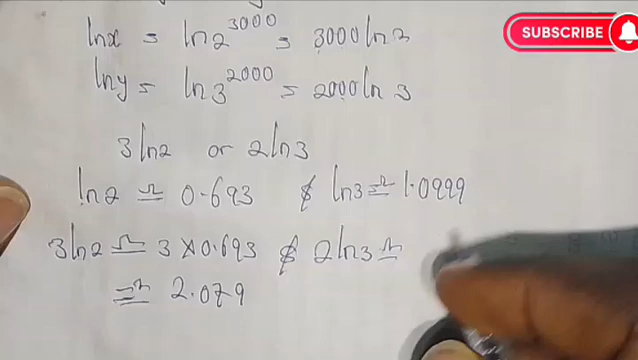 SUBSCRIBE
lnx = ln2^3000 = 3000ln2
lny = ln3^2000 = 2000ln3
3ln2 or 2ln3
ln2 ≃ 0.693 & ln3 ≃ 1.0999
3ln2 ≃ 3×0.693 & 2ln3 ≃
≃ 2.079